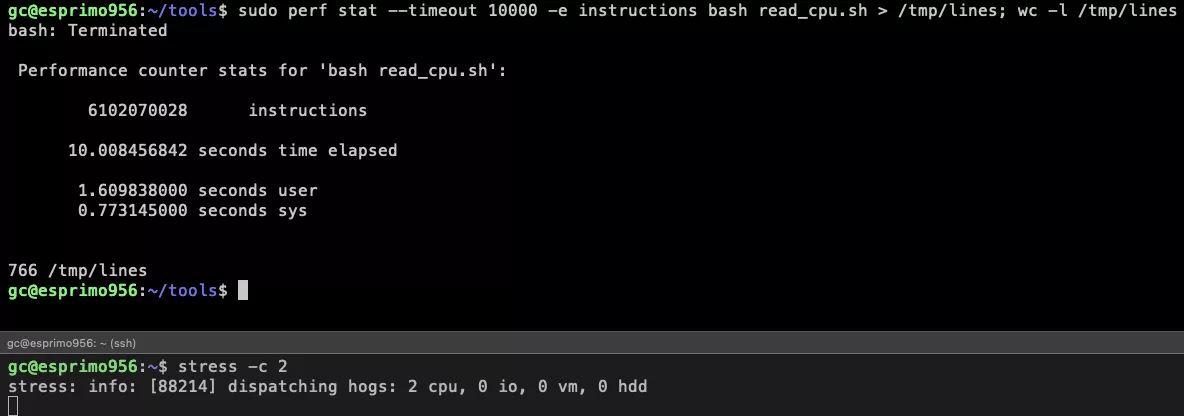 gc@esprimo956:~/tools$ sudo perf stat --timeout 10000 -e instructions bash read_cpu.sh > /tmp/lines; wc -l /tmp/lines
bash: Terminated
Performance counter stats for 'bash read_cpu.sh':
6102070028 instructions
10.008456842 seconds time elapsed
1.609838000 seconds user
0.773145000 seconds sys
766 /tmp/lines
gc@esprimo956:~/tools$
gc@esprimo956: ~ (ssh)
gc@esprimo956:~$ stress -c 2
stress: info: [88214] dispatching hogs: 2 cpu, 0 io, 0 vm, 0 hdd